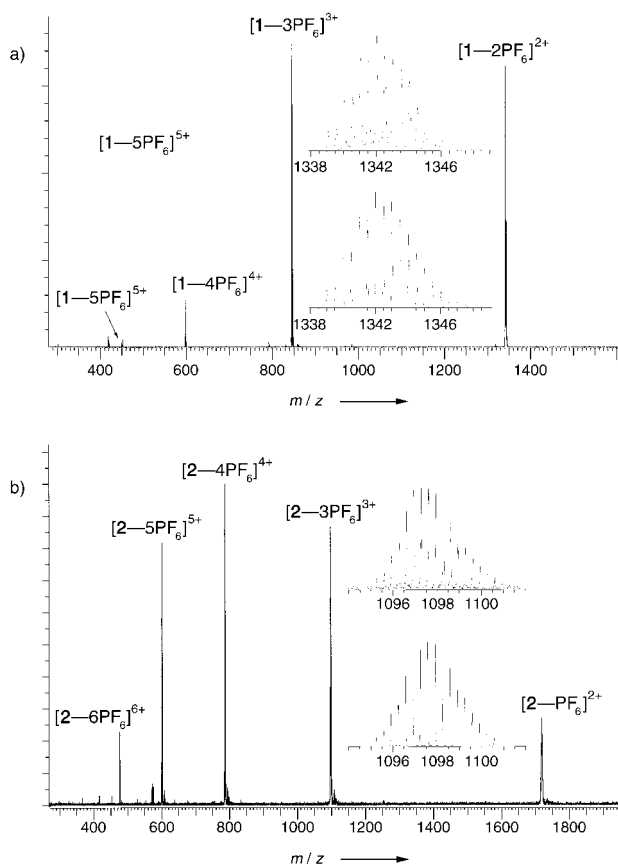 a)
[1—3PF6]3+
[1—2PF6]2+
[1—5PF6]5+
1338 1342 1346
[1—4PF6]4+
[1—5PF6]5+
1338 1342 1346
400 600 800 1000 1200 1400
m / z
b)
[2—4PF6]4+
[2—5PF6]5+
[2—3PF6]3+
1096 1098 1100
[2—6PF6]6+
[2—PF6]2+
1096 1098 1100
400 600 800 1000 1200 1400 1600 1800
m / z